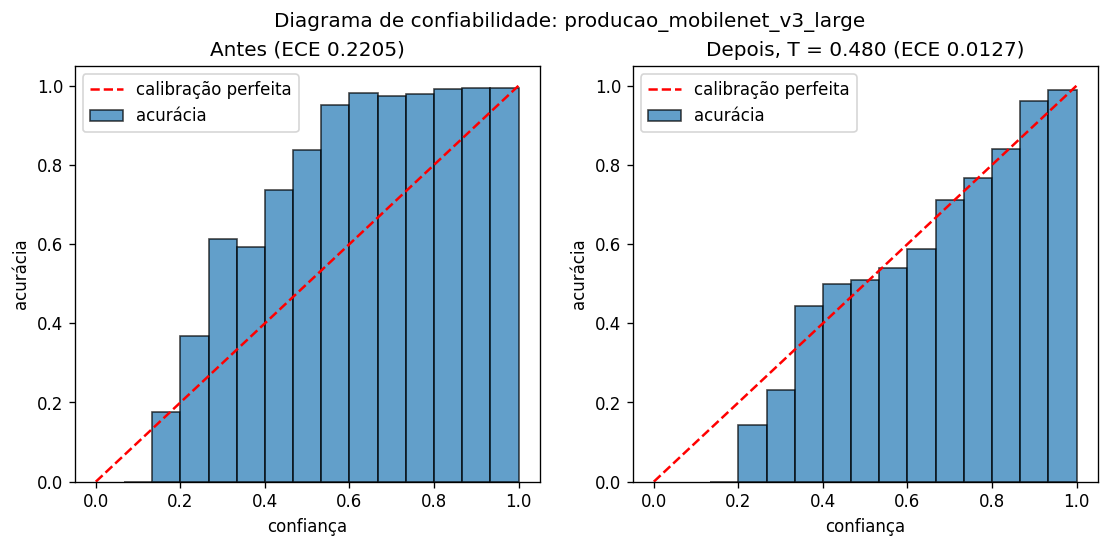 Diagrama de confiabilidade: producao_mobilenet_v3_large
Antes (ECE 0.2205)
calibração perfeita
acurácia
1.0
0.8
0.6
0.4
0.2
0.0
acurácia
0.0 0.2 0.4 0.6 0.8 1.0
confiança
Depois, T = 0.480 (ECE 0.0127)
calibração perfeita
acurácia
1.0
0.8
0.6
0.4
0.2
0.0
acurácia
0.0 0.2 0.4 0.6 0.8 1.0
confiança